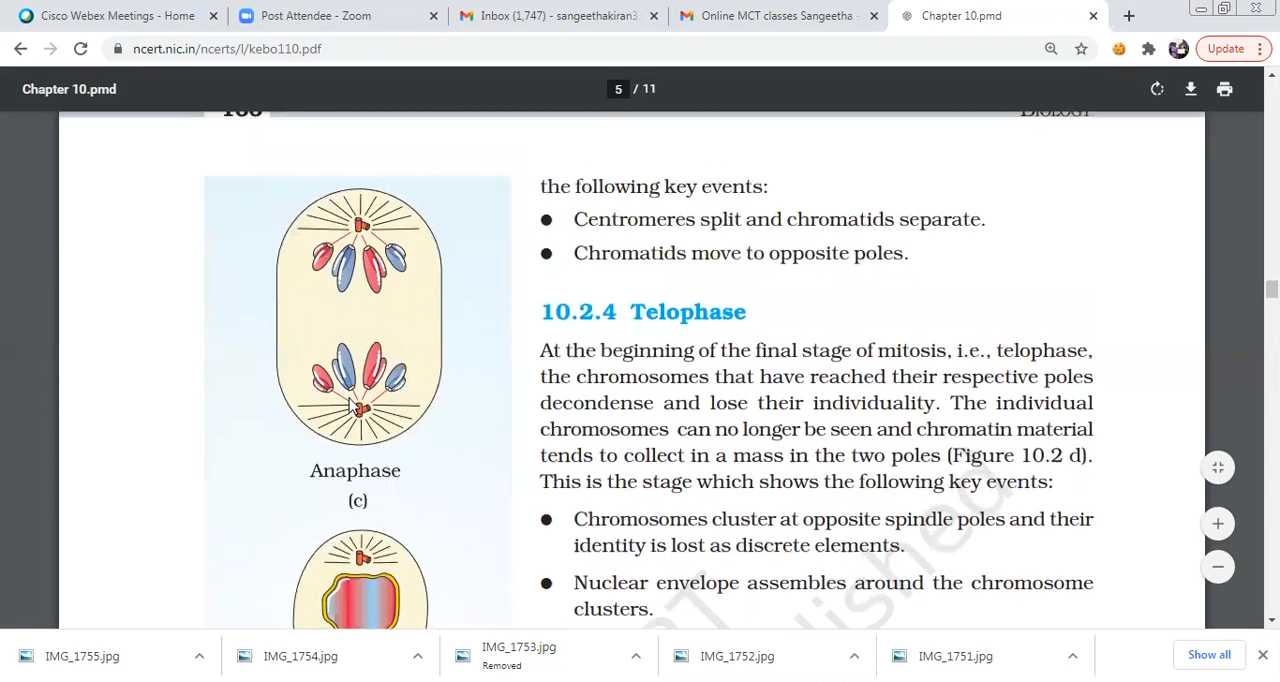 Cisco Webex Meetings - Home
Post Attendee - Zoom
Inbox (1,747) - sangeethakiran3
Online MCT classes Sangeetha -
Chapter 10.pmd
ncert.nic.in/ncerts/l/kebo110.pdf
Update
Chapter 10.pmd
5 / 11
BIOLOGY
the following key events:
● Centromeres split and chromatids separate.
● Chromatids move to opposite poles.
10.2.4 Telophase
At the beginning of the final stage of mitosis, i.e., telophase,
the chromosomes that have reached their respective poles
decondense and lose their individuality. The individual
chromosomes can no longer be seen and chromatin material
tends to collect in a mass in the two poles (Figure 10.2 d).
This is the stage which shows the following key events:
● Chromosomes cluster at opposite spindle poles and their
identity is lost as discrete elements.
● Nuclear envelope assembles around the chromosome
clusters.
Anaphase
(c)
IMG_1755.jpg
IMG_1754.jpg
IMG_1753.jpg
Removed
IMG_1752.jpg
IMG_1751.jpg
Show all